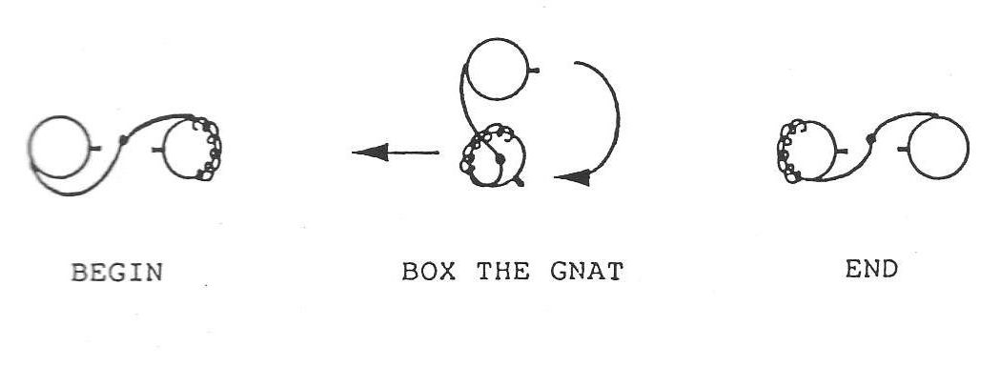 BEGIN
BOX THE GNAT
END